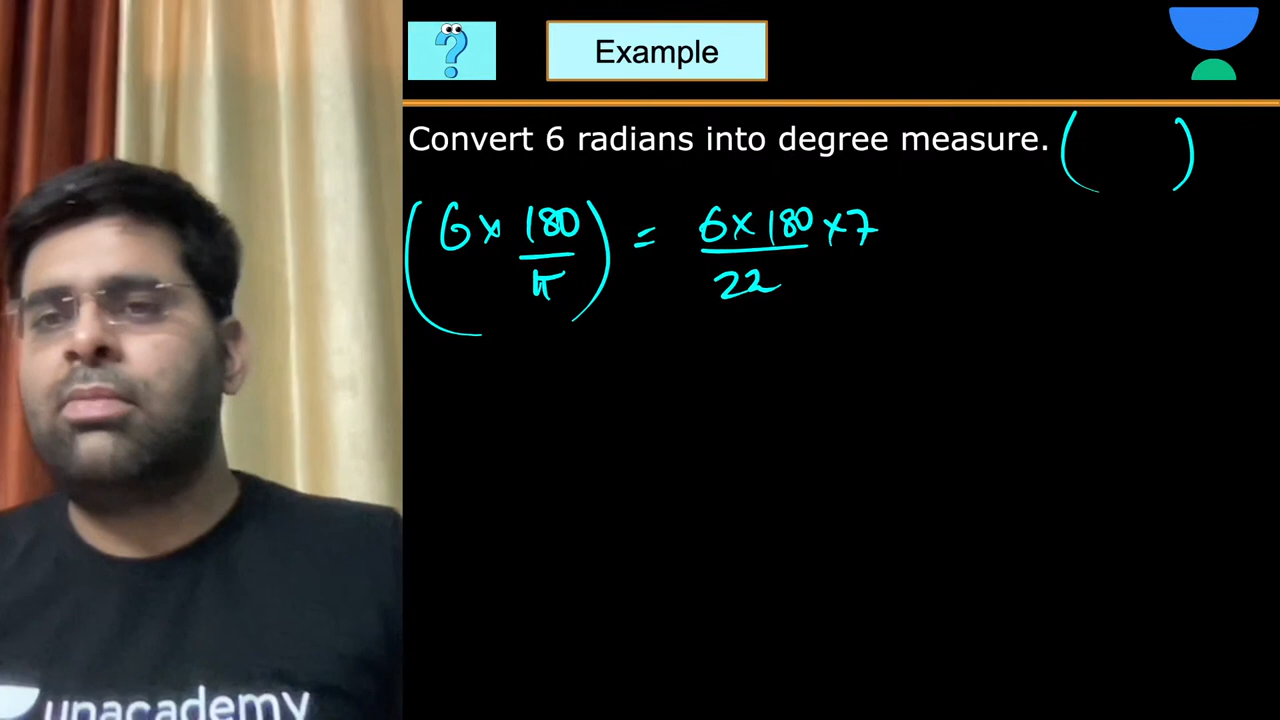 Example
Convert 6 radians into degree measure. ( )
(6 × 180/π) = 6 × 180/22 × 7
unacademy